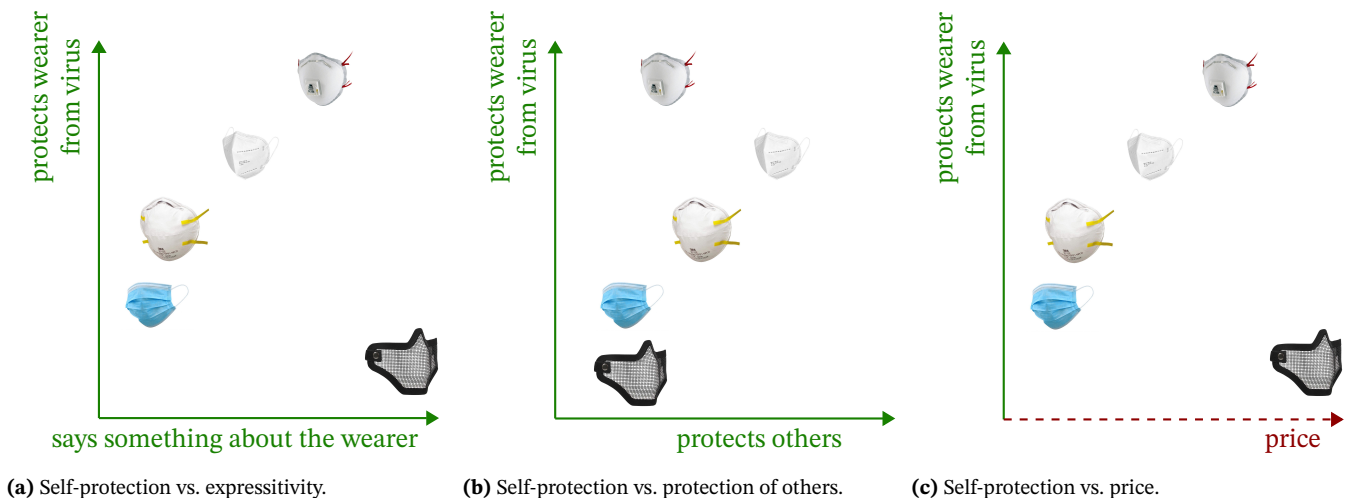 protects wearer
from virus
says something about the wearer
(a) Self-protection vs. expressitivity.
protects wearer
from virus
protects others
(b) Self-protection vs. protection of others.
protects wearer
from virus
price
(c) Self-protection vs. price.